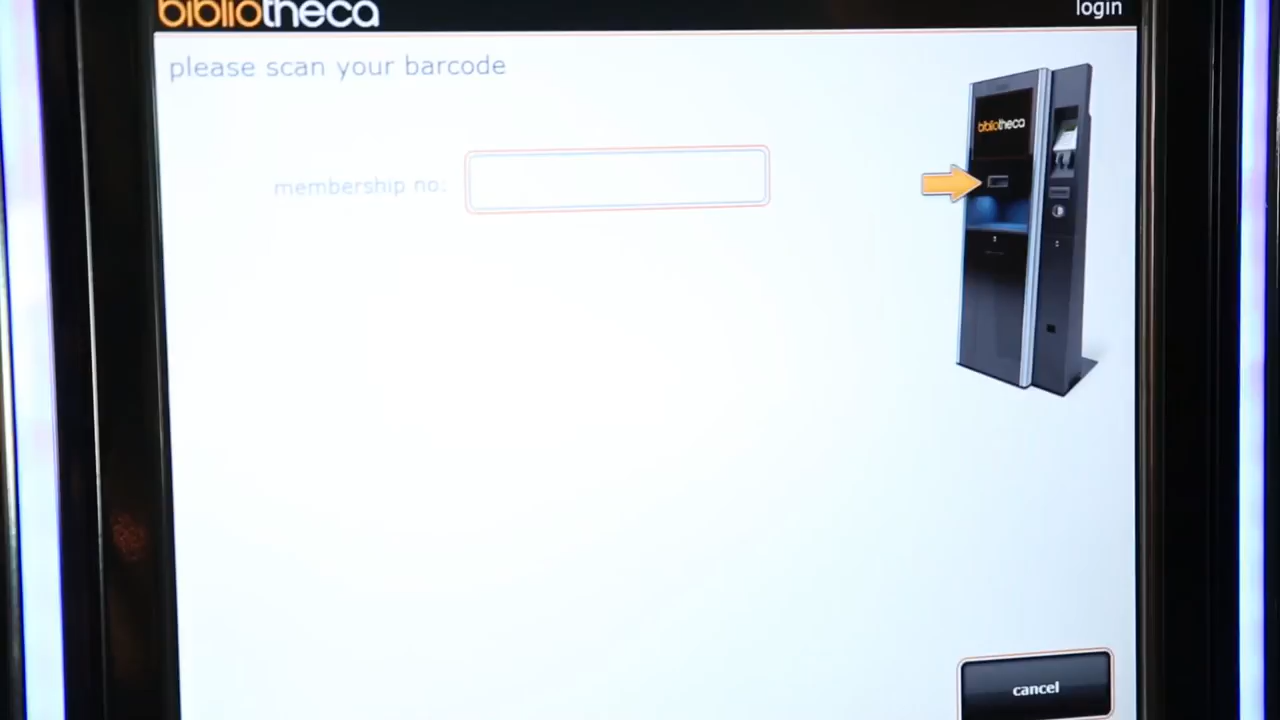 bibliotheca
login
please scan your barcode
bibliotheca
membership no:
cancel